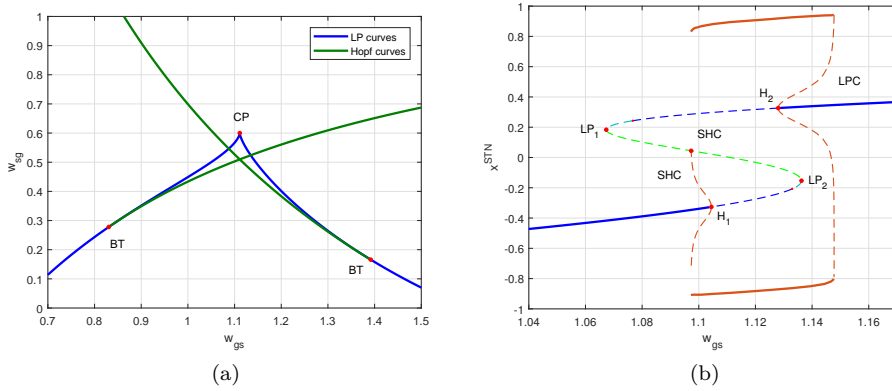 1
0.9
0.8
0.7
0.6
0.5
0.4
0.3
0.2
0.1
0
w_sg
LP curves
Hopf curves
CP
BT
BT
0.7 0.8 0.9 1 1.1 1.2 1.3 1.4 1.5
w_gs
(a)
1
0.8
0.6
0.4
0.2
0
-0.2
-0.4
-0.6
-0.8
-1
x^STN
LPC
H_2
LP_1
SHC
SHC
LP_2
H_1
1.04 1.06 1.08 1.1 1.12 1.14 1.16
w_gs
(b)